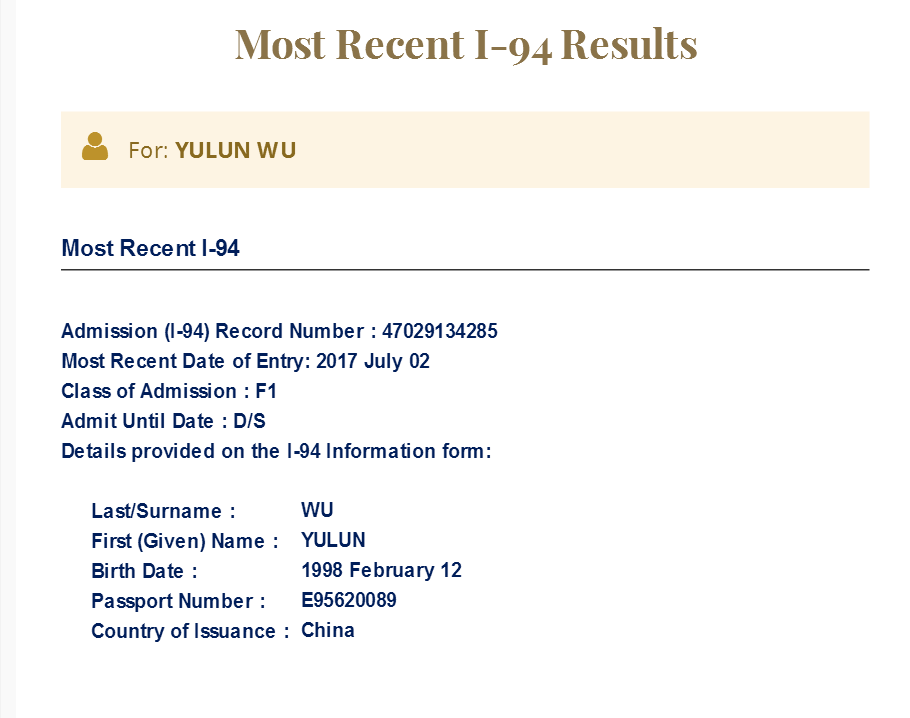 Most Recent I-94 Results
For: YULUN WU
Most Recent I-94
Admission (I-94) Record Number : 47029134285
Most Recent Date of Entry: 2017 July 02
Class of Admission : F1
Admit Until Date : D/S
Details provided on the I-94 Information form:
Last/Surname : WU
First (Given) Name : YULUN
Birth Date : 1998 February 12
Passport Number : E95620089
Country of Issuance : China